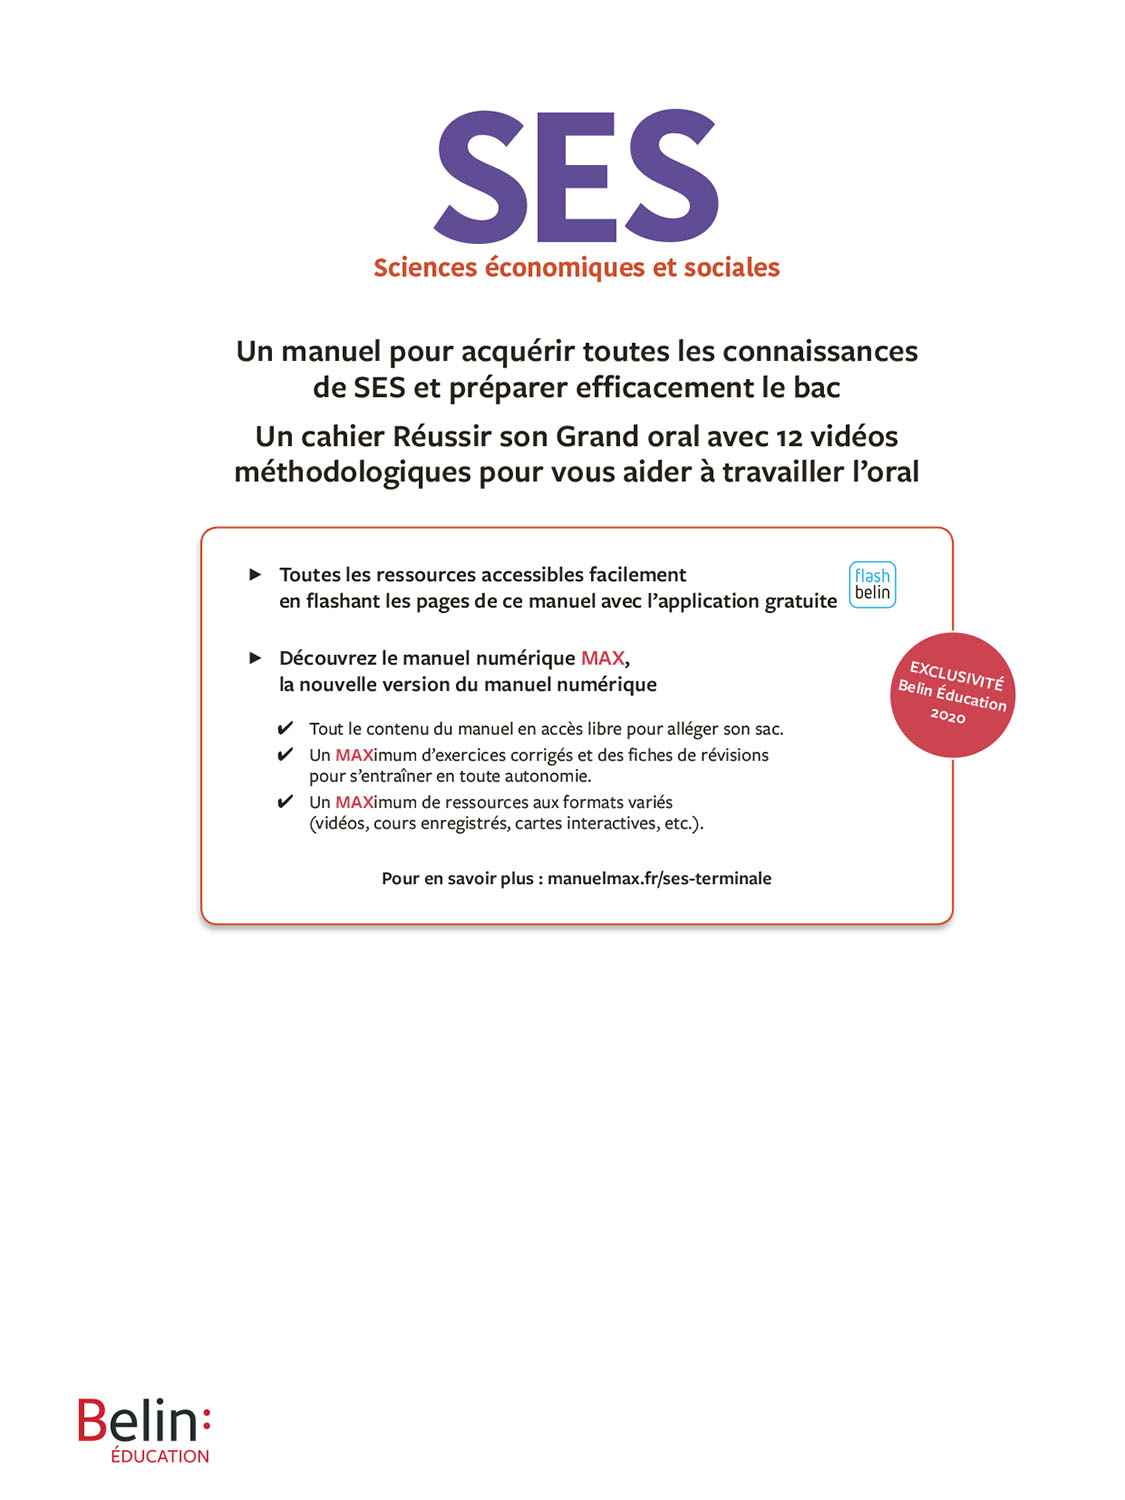 SES
Sciences économiques et sociales
Un manuel pour acquérir toutes les connaissances
de SES et préparer efficacement le bac
Un cahier Réussir son Grand oral avec 12 vidéos
méthodologiques pour vous aider à travailler l’oral
► Toutes les ressources accessibles facilement
en flashant les pages de ce manuel avec l’application gratuite
flash
belin
► Découvrez le manuel numérique MAX,
la nouvelle version du manuel numérique
EXCLUSIVITÉ
Belin Éducation
2020
✔ Tout le contenu du manuel en accès libre pour alléger son sac.
✔ Un MAXimum d’exercices corrigés et des fiches de révisions
pour s’entraîner en toute autonomie.
✔ Un MAXimum de ressources aux formats variés
(vidéos, cours enregistrés, cartes interactives, etc.).
Pour en savoir plus : manuelmax.fr/ses-terminale
Belin:
ÉDUCATION